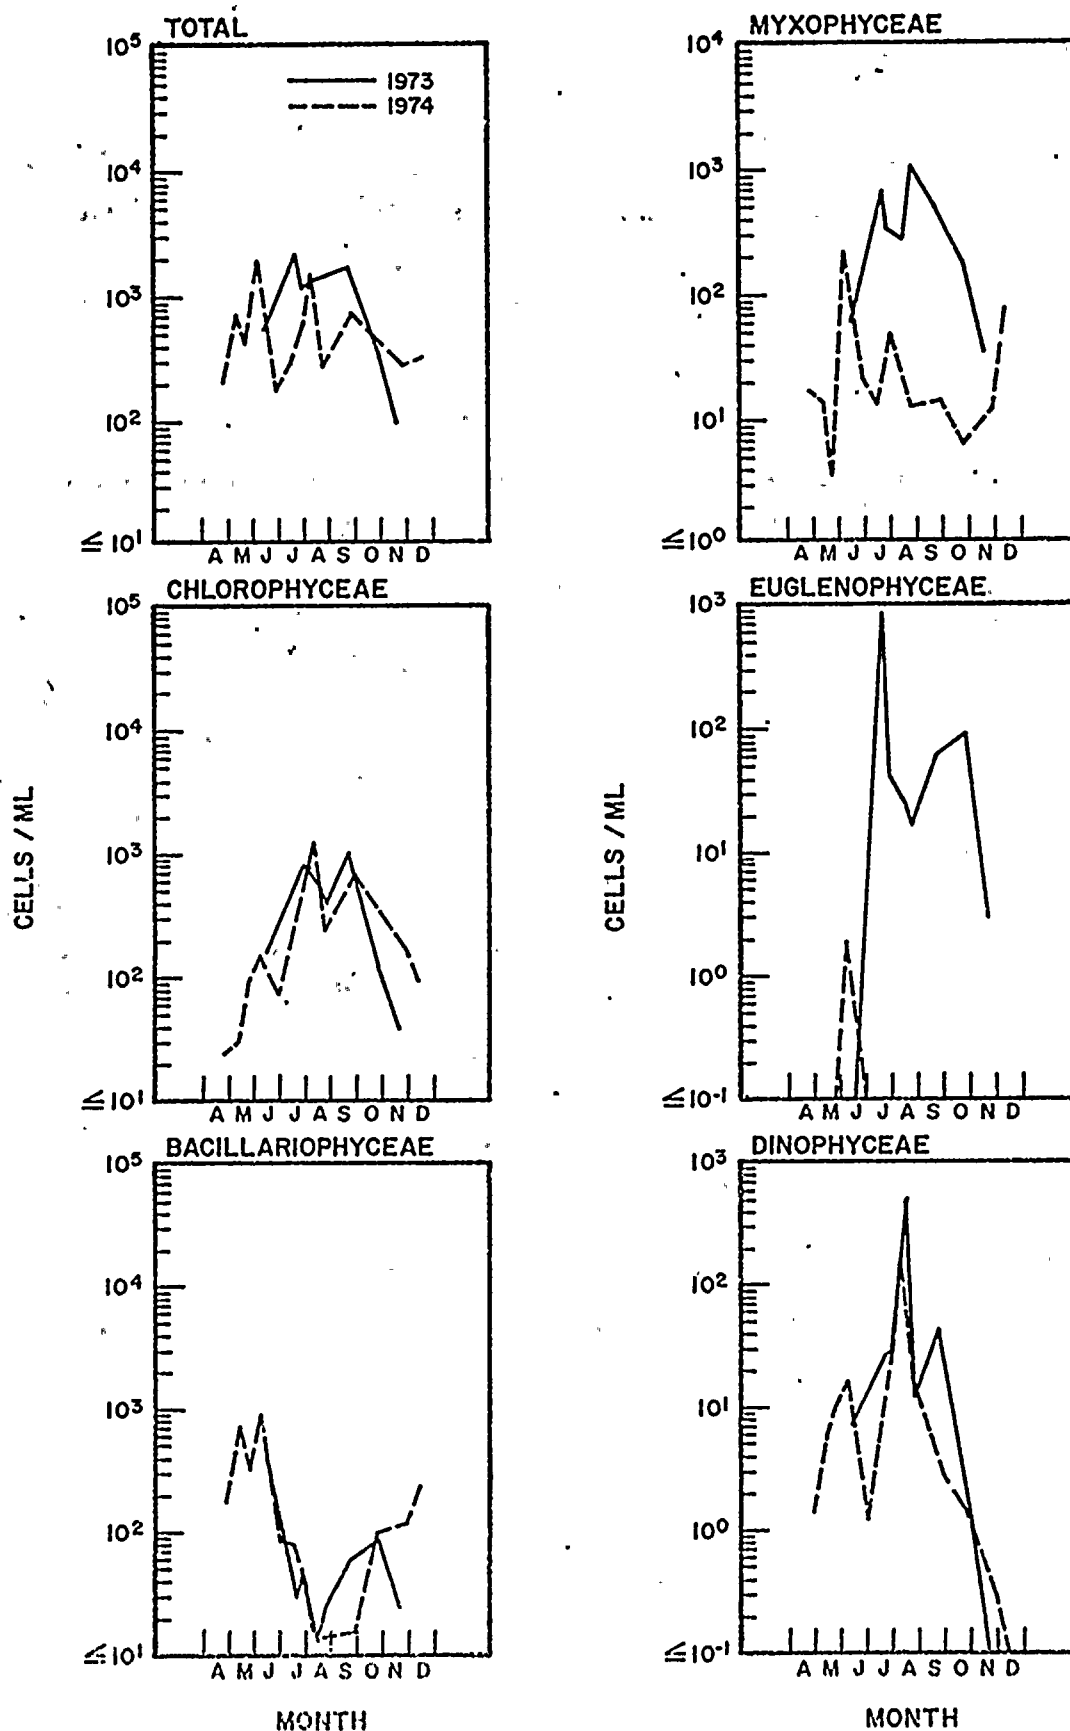 TOTAL
10⁵
1973
1974
10⁴
10³
10²
≤ 10¹
A M J J A S O N D
MYXOPHYCEAE
10⁴
10³
10²
10¹
≤ 10⁰
A M J J A S O N D
CHLOROPHYCEAE
10⁵
10⁴
10³
10²
≤ 10¹
A M J J A S O N D
CELLS / ML
EUGLENOPHYCEAE
10³
10²
10¹
10⁰
≤ 10⁻¹
A M J J A S O N D
CELLS / ML
BACILLARIOPHYCEAE
10⁵
10⁴
10³
10²
≤ 10¹
A M J J A S O N D
MONTH
DINOPHYCEAE
10³
10²
10¹
10⁰
≤ 10⁻¹
A M J J A S O N D
MONTH